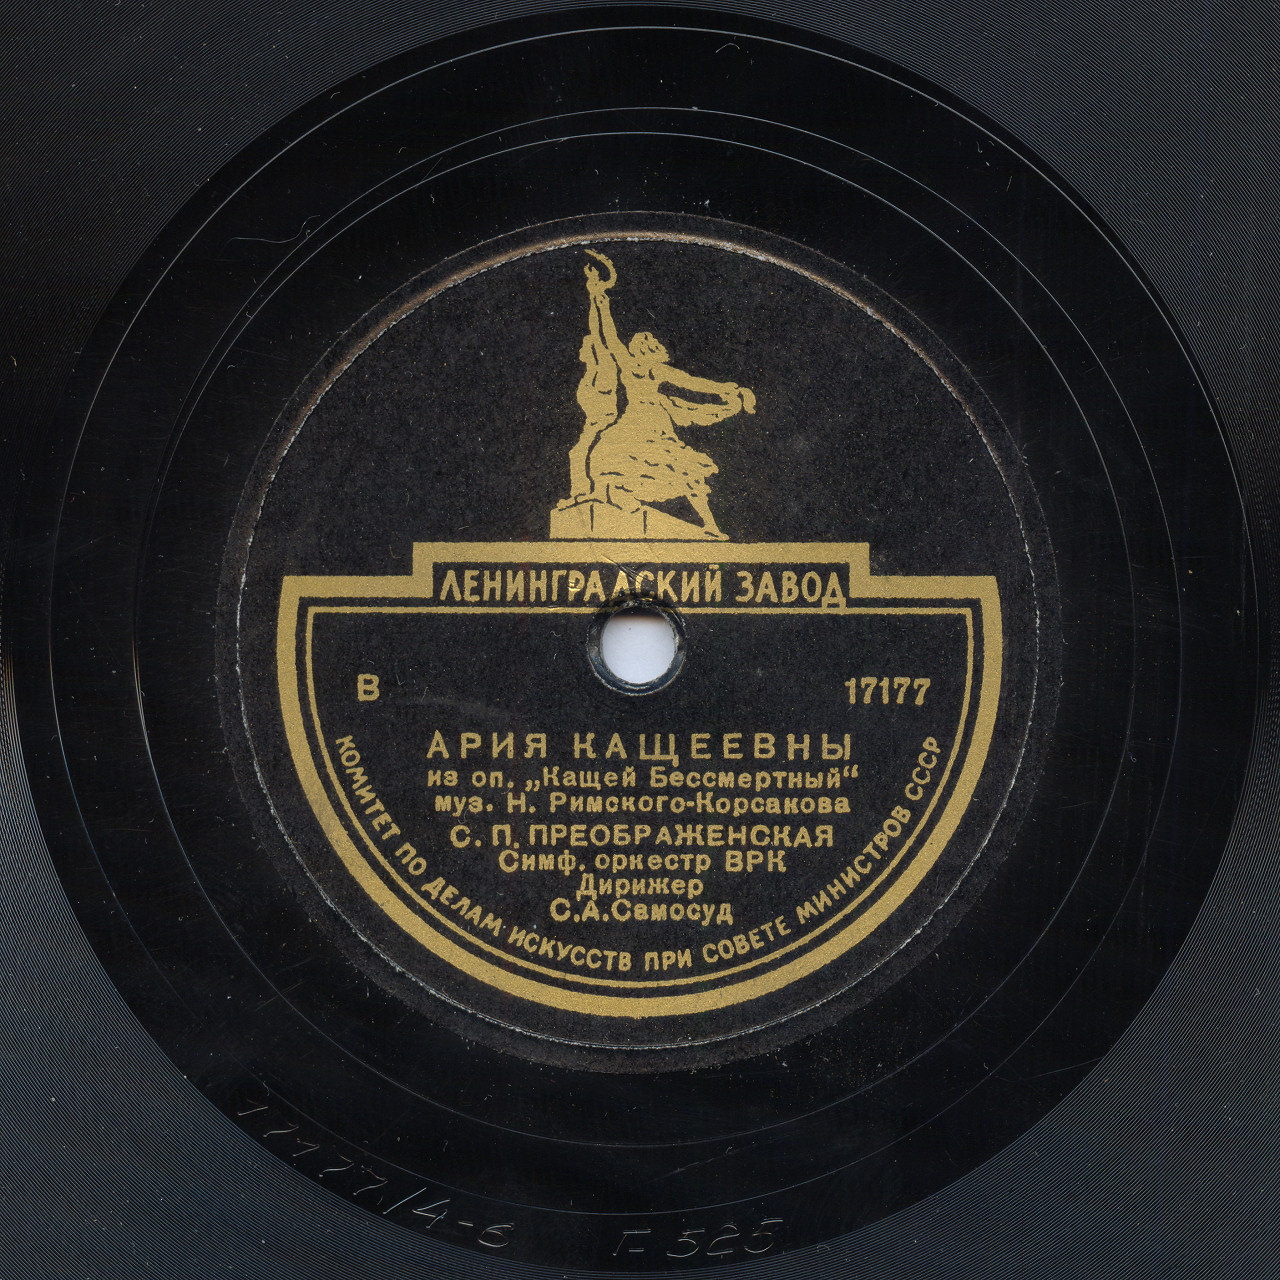 ЛЕНИНГРАДСКИЙ ЗАВОД
В 17177
АРИЯ КАЩЕЕВНЫ
из оп. „Кащей Бессмертный“
муз. Н. Римского-Корсакова
С. П. ПРЕОБРАЖЕНСКАЯ
Симф. оркестр ВРК
Дирижер
С.А.Самосуд
КОМИТЕТ ПО ДЕЛАМ ИСКУССТВ ПРИ СОВЕТЕ МИНИСТРОВ СССР
17177/4-6 Г-523